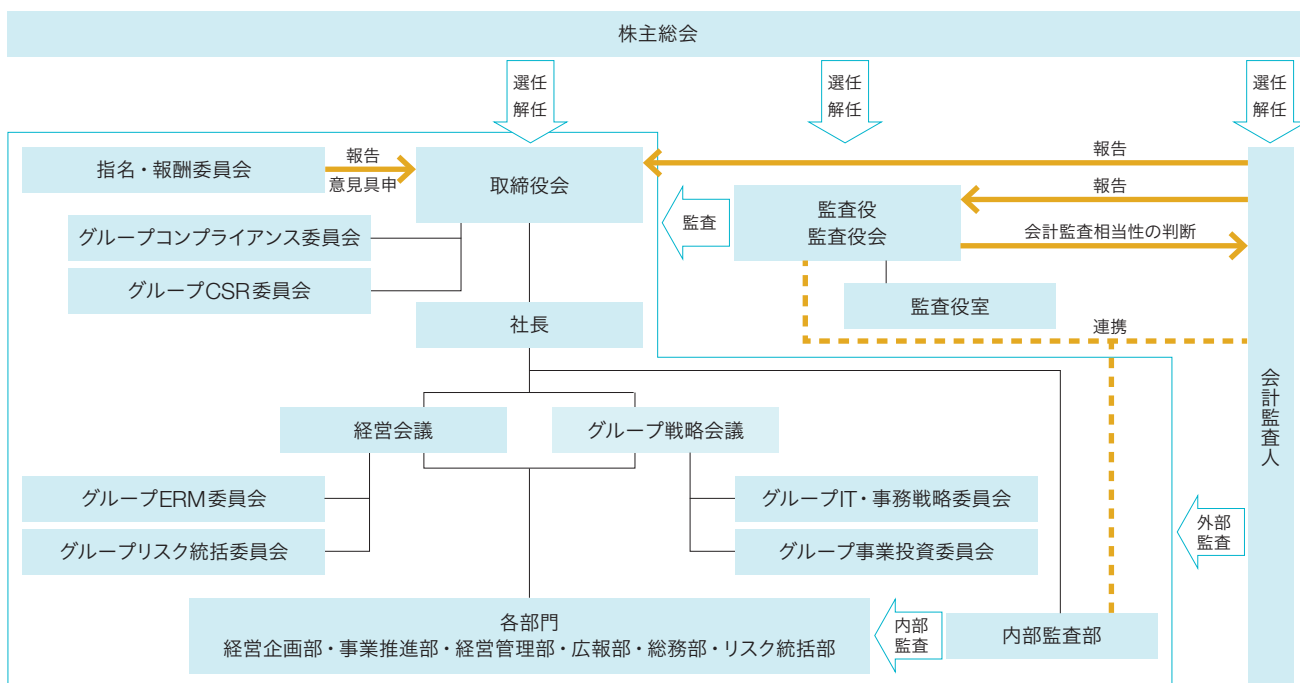 株主総会
選任
解任
選任
解任
選任
解任
指名・報酬委員会
報告
意見具申
取締役会
報告
報告
監査
監査役
監査役会
会計監査相当性の判断
グループコンプライアンス委員会
グループCSR委員会
監査役室
社長
連携
会計監査人
経営会議
グループ戦略会議
グループERM委員会
グループIT・事務戦略委員会
グループリスク統括委員会
グループ事業投資委員会
外部
監査
各部門
経営企画部・事業推進部・経営管理部・広報部・総務部・リスク統括部
内部
監査
内部監査部